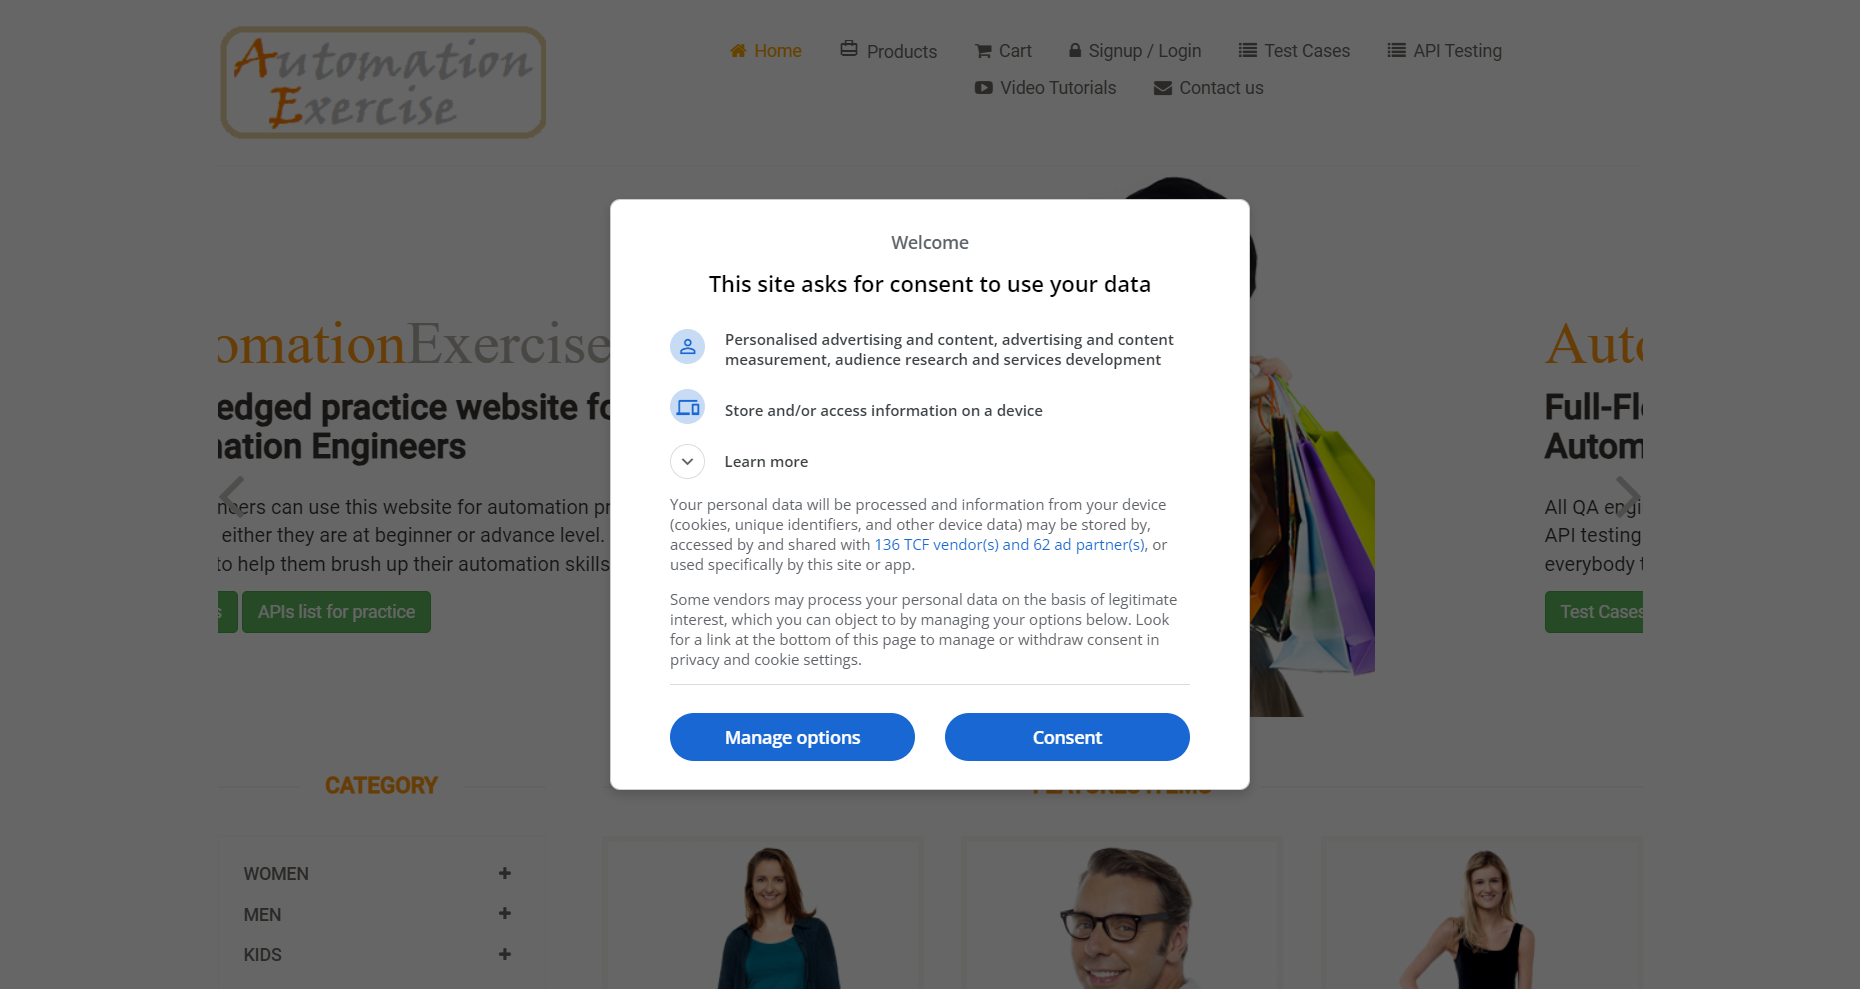 Automation
Exercise
Home
Products
Cart
Signup / Login
Test Cases
API Testing
Video Tutorials
Contact us
Welcome
This site asks for consent to use your data
Personalised advertising and content, advertising and content
measurement, audience research and services development
Store and/or access information on a device
Learn more
Your personal data will be processed and information from your device
(cookies, unique identifiers, and other device data) may be stored by,
accessed by and shared with 136 TCF vendor(s) and 62 ad partner(s), or
used specifically by this site or app.
Some vendors may process your personal data on the basis of legitimate
interest, which you can object to by managing your options below. Look
for a link at the bottom of this page to manage or withdraw consent in
privacy and cookie settings.
Manage options
Consent
omationExercise
edged practice website fo
ation Engineers
can use this website for automation pr
either they are at beginner or advance level.
to help them brush up their automation skills
APIs list for practice
Auto
Full-Fl
Autom
All QA engi
API testing
everybody t
Test Cases
CATEGORY
FEATURES ITEMS
WOMEN
MEN
KIDS